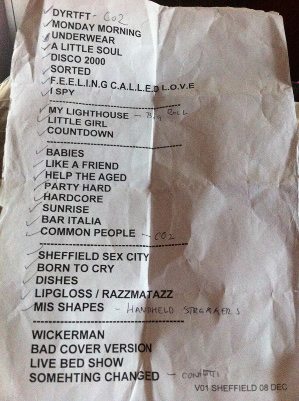 DYRTFT - CO2
MONDAY MORNING
UNDERWEAR
A LITTLE SOUL
DISCO 2000
SORTED
F.E.E.L.I.N.G C.A.L.L.E.D L.O.V.E
I SPY
MY LIGHTHOUSE - BIG ROLL
LITTLE GIRL
COUNTDOWN
BABIES
LIKE A FRIEND
HELP THE AGED
PARTY HARD
HARDCORE
SUNRISE
BAR ITALIA
COMMON PEOPLE - CO2
SHEFFIELD SEX CITY
BORN TO CRY
DISHES
LIPGLOSS / RAZZMATAZZ
MIS SHAPES - HANDHELD STREAMERS
WICKERMAN
BAD COVER VERSION
LIVE BED SHOW
SOMEHTING CHANGED - CONFETTI
V01 SHEFFIELD 08 DEC